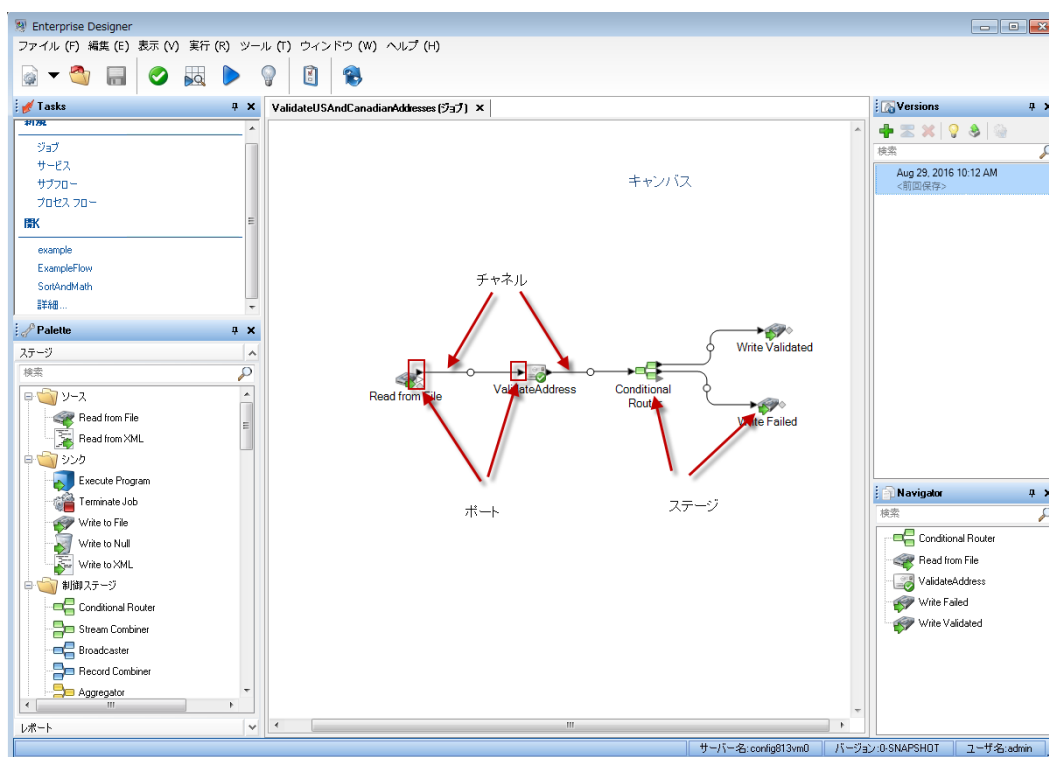 Enterprise Designer
ファイル (F) 編集 (E) 表示 (V) 実行 (R) ツール (T) ウィンドウ (W) ヘルプ (H)
Tasks
新規
ジョブ
サービス
サブフロー
プロセス フロー
開く
example
ExampleFlow
SortAndMath
詳細...
Palette
ステージ
検索
ソース
Read from File
Read from XML
シンク
Execute Program
Terminate Job
Write to File
Write to Null
Write to XML
制御ステージ
Conditional Router
Stream Combiner
Broadcaster
Record Combiner
Aggregator
レポート
ValidateUSAndCanadianAddresses (ジョブ)
キャンバス
チャネル
Read from File
ValidateAddress
Conditional
Router
Write Validated
Write Failed
ポート
ステージ
Versions
検索
Aug 29, 2016 10:12 AM
<前回保存>
Navigator
検索
Conditional Router
Read from File
ValidateAddress
Write Failed
Write Validated
サーバー名:config813vm0 バージョン:0-SNAPSHOT ユーザ名:admin